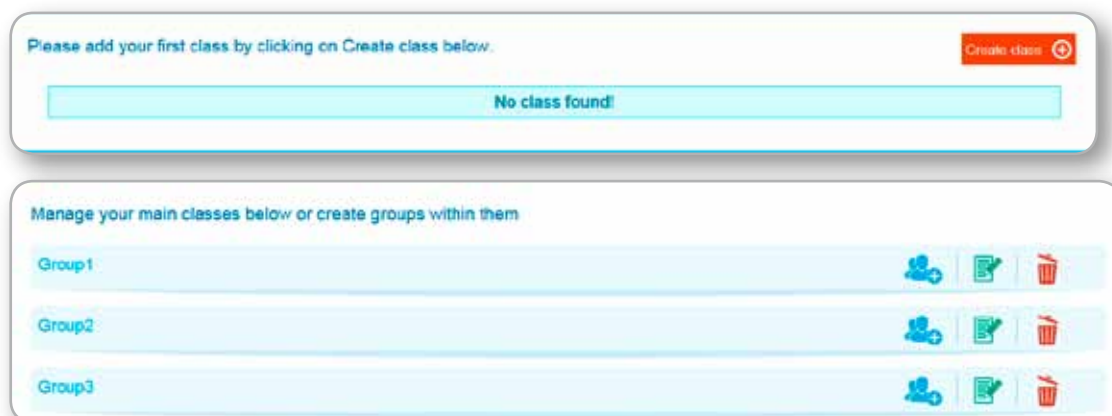 Please add your first class by clicking on Create class below.
Create class
No class found!
Manage your main classes below or create groups within them
Group1
Group2
Group3